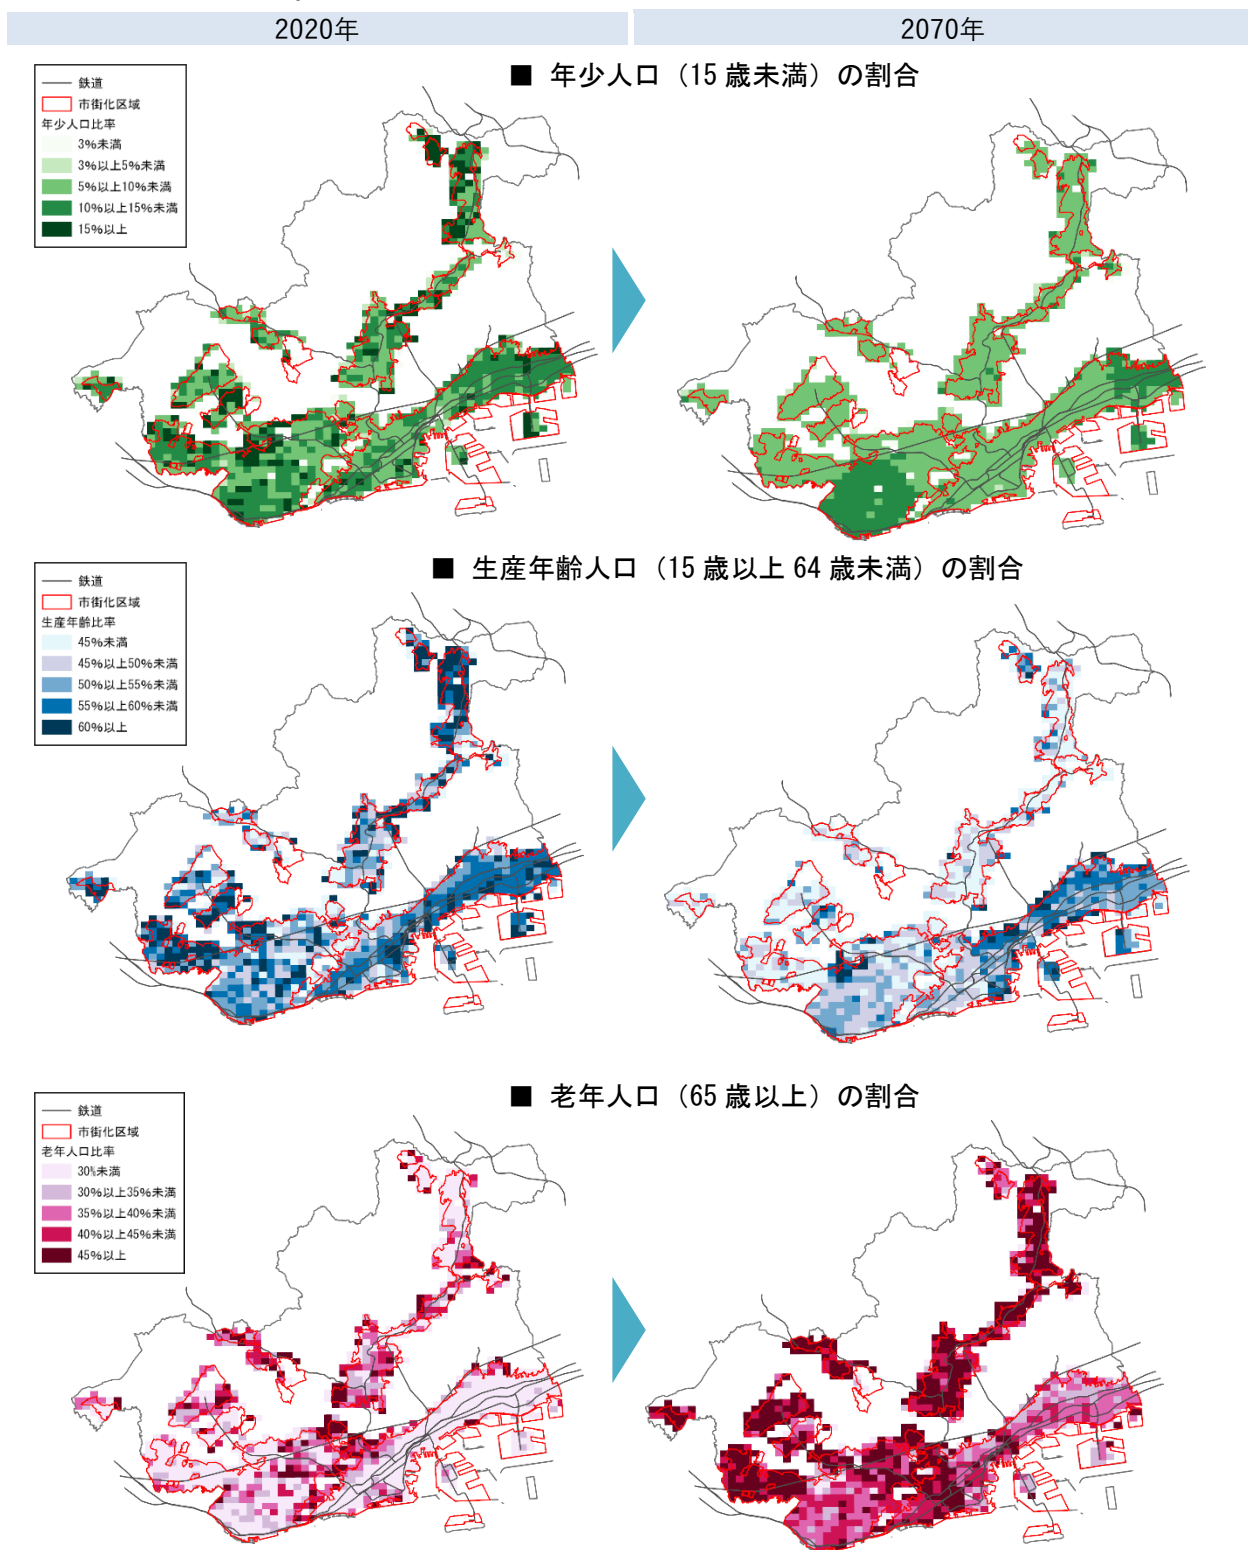 2020年
2070年
■ 年少人口（15 歳未満）の割合
鉄道
市街化区域
年少人口比率
3%未満
3%以上5%未満
5%以上10%未満
10%以上15%未満
15%以上
■ 生産年齢人口（15 歳以上 64 歳未満）の割合
鉄道
市街化区域
生産年齢比率
45%未満
45%以上50%未満
50%以上55%未満
55%以上60%未満
60%以上
■ 老年人口（65 歳以上）の割合
鉄道
市街化区域
老年人口比率
30%未満
30%以上35%未満
35%以上40%未満
40%以上45%未満
45%以上